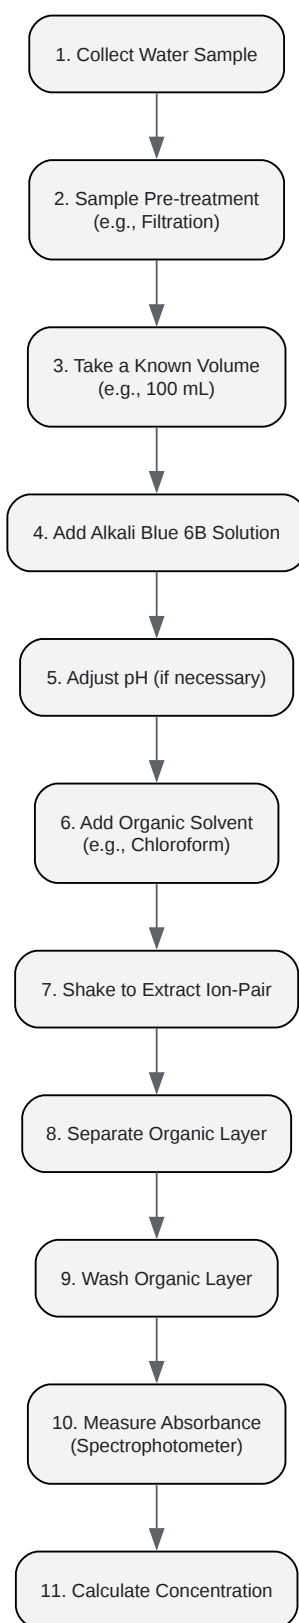 1. Collect Water Sample
2. Sample Pre-treatment
(e.g., Filtration)
3. Take a Known Volume
(e.g., 100 mL)
4. Add Alkali Blue 6B Solution
5. Adjust pH (if necessary)
6. Add Organic Solvent
(e.g., Chloroform)
7. Shake to Extract Ion-Pair
8. Separate Organic Layer
9. Wash Organic Layer
10. Measure Absorbance
(Spectrophotometer)
11. Calculate Concentration